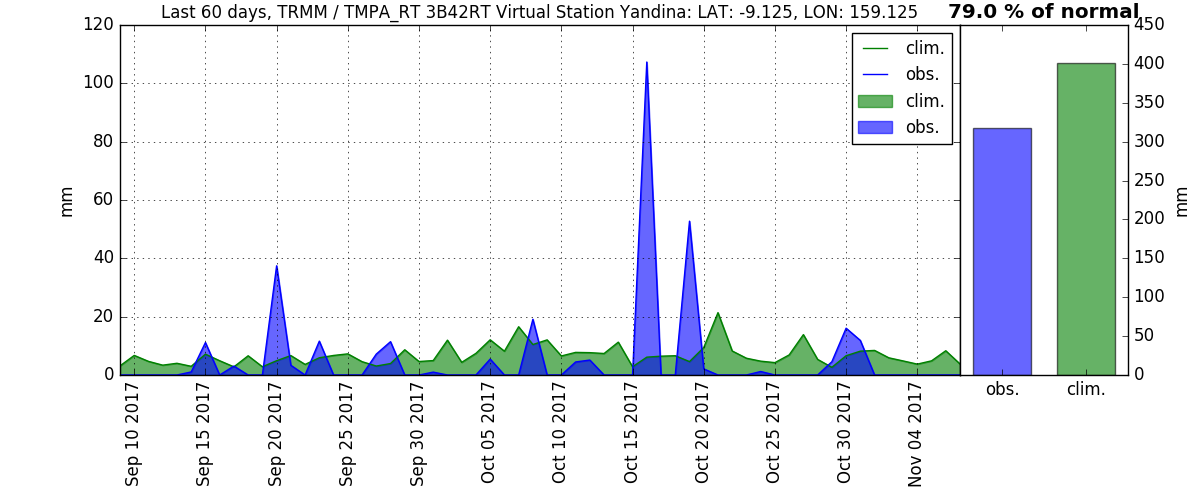 Last 60 days, TRMM / TMPA_RT 3B42RT Virtual Station Yandina: LAT: -9.125, LON: 159.125
79.0 % of normal
120
100
80
60
40
20
0
mm
clim.
obs.
clim.
obs.
450
400
350
300
250
200
150
100
50
0
mm
Sep 10 2017
Sep 15 2017
Sep 20 2017
Sep 25 2017
Sep 30 2017
Oct 05 2017
Oct 10 2017
Oct 15 2017
Oct 20 2017
Oct 25 2017
Oct 30 2017
Nov 04 2017
obs.
clim.